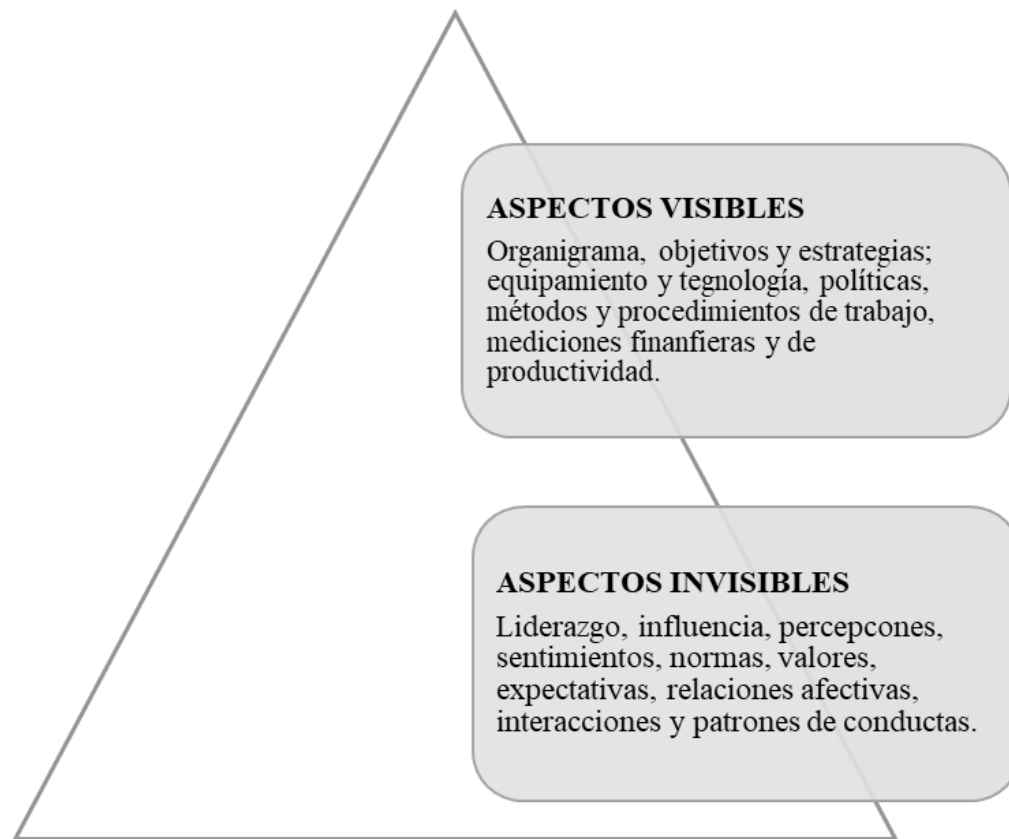 ASPECTOS VISIBLES
Organigrama, objetivos y estrategias;
equipamiento y tegnología, políticas,
métodos y procedimientos de trabajo,
mediciones finanfieras y de
productividad.
ASPECTOS INVISIBLES
Liderazgo, influencia, percepcones,
sentimientos, normas, valores,
expectativas, relaciones afectivas,
interacciones y patrones de conductas.